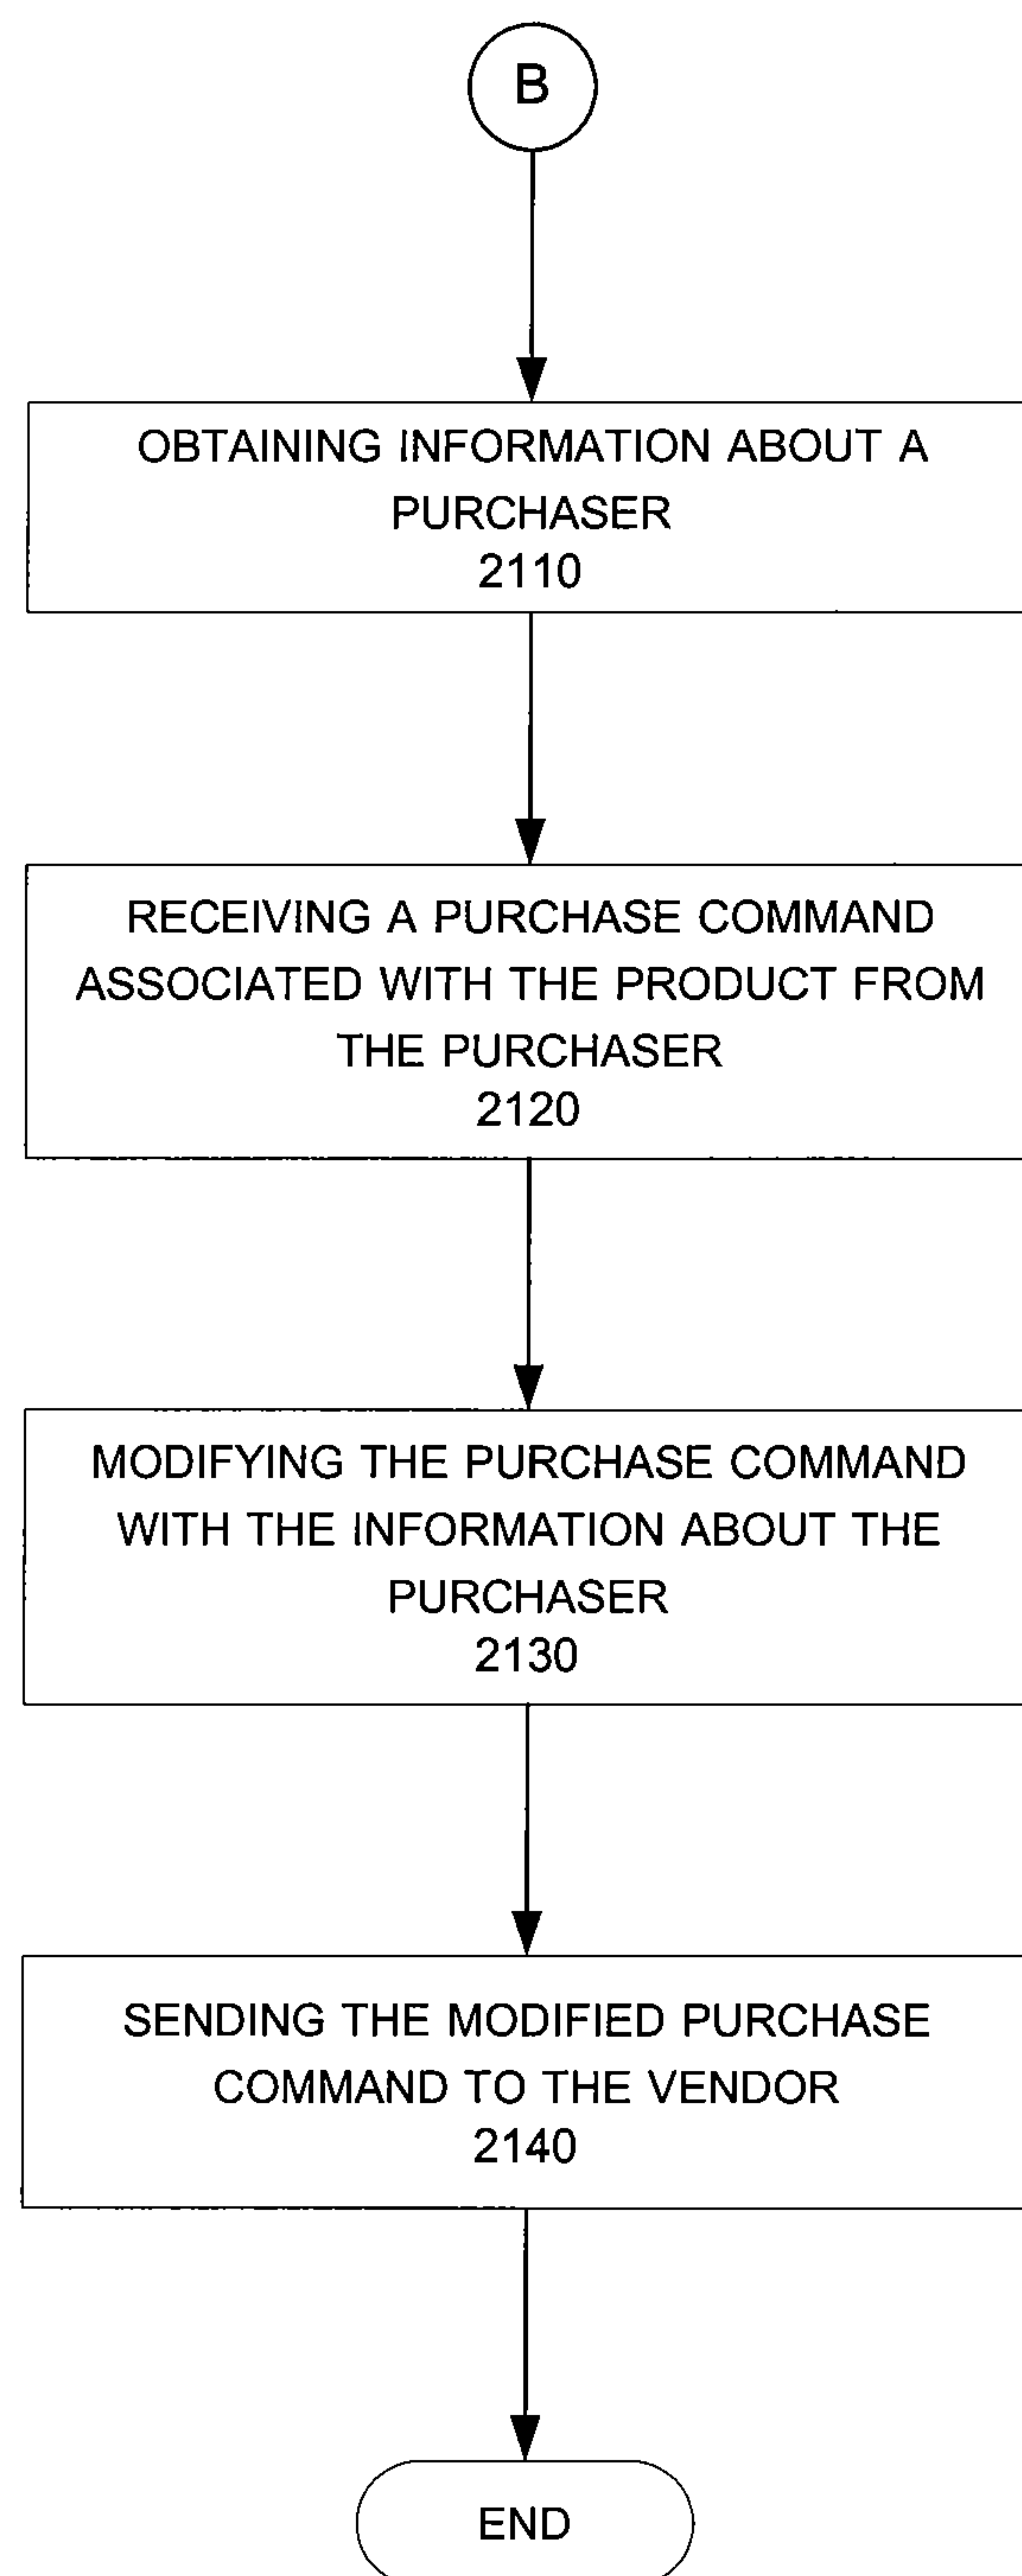 B
OBTAINING INFORMATION ABOUT A
PURCHASER
2110
RECEIVING A PURCHASE COMMAND
ASSOCIATED WITH THE PRODUCT FROM
THE PURCHASER
2120
MODIFYING THE PURCHASE COMMAND
WITH THE INFORMATION ABOUT THE
PURCHASER
2130
SENDING THE MODIFIED PURCHASE
COMMAND TO THE VENDOR
2140
END